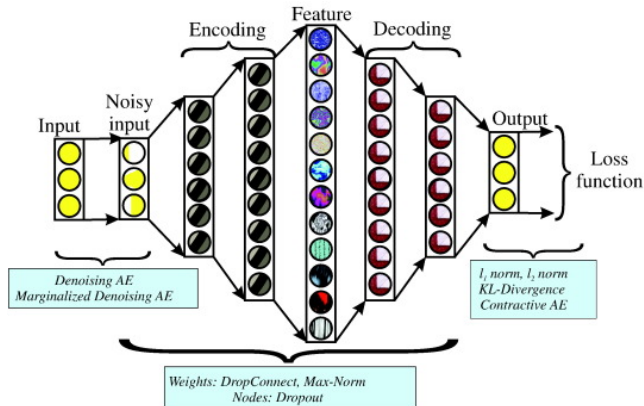 Feature
Encoding
Decoding
Noisy
input
Input
Output
Loss
function
Denoising AE
Marginalized Denoising AE
l₁ norm, l₂ norm
KL-Divergence
Contractive AE
Weights: DropConnect, Max-Norm
Nodes: Dropout